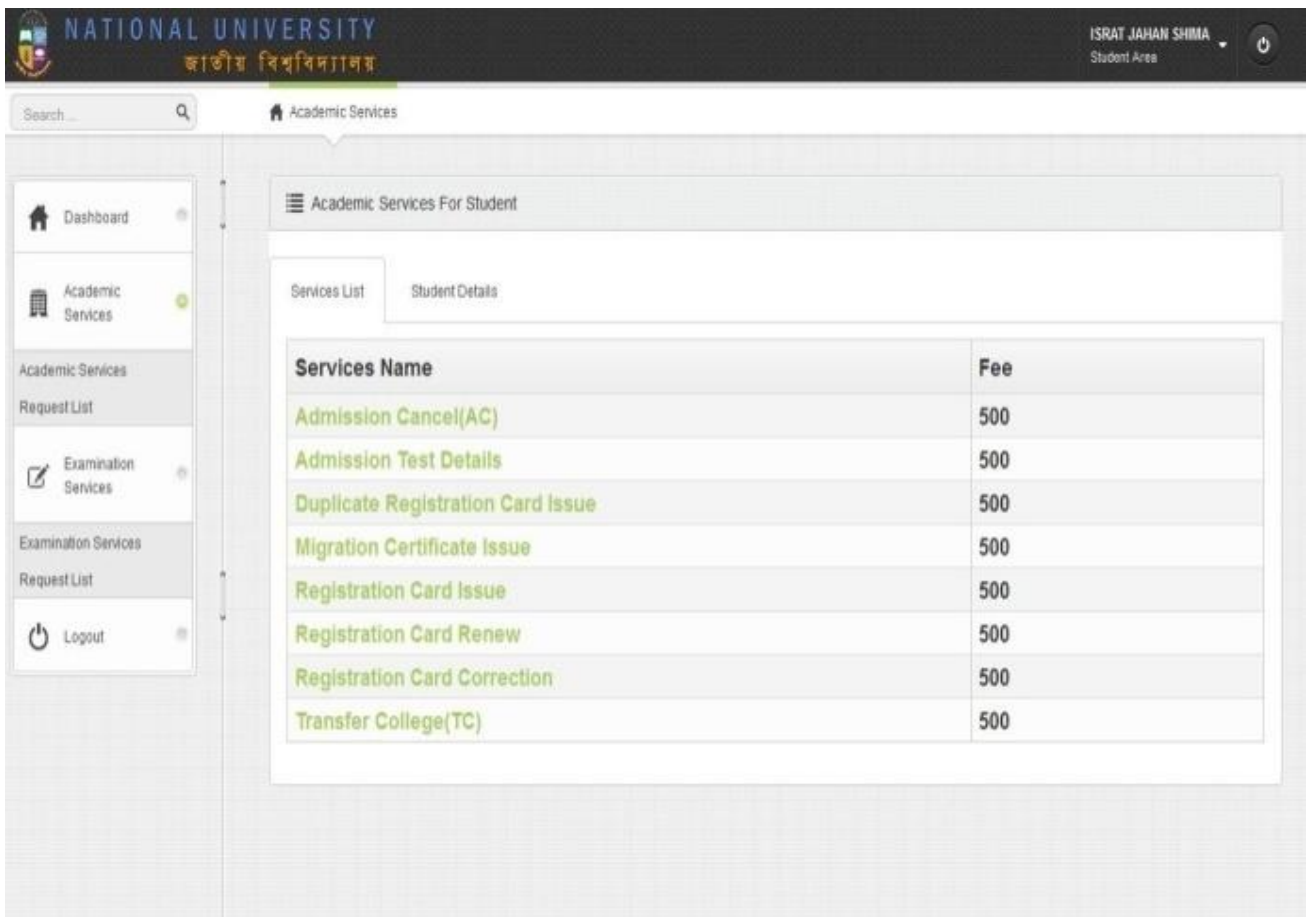 NATIONAL UNIVERSITY
জাতীয় বিশ্ববিদ্যালয়
ISRAT JAHAN SHIMA
Student Area
Search ...
Academic Services
Dashboard
Academic
Services
Academic Services
Request List
Examination
Services
Examination Services
Request List
Logout
Academic Services For Student
Services List Student Details
Services Name Fee
Admission Cancel(AC) 500
Admission Test Details 500
Duplicate Registration Card Issue 500
Migration Certificate Issue 500
Registration Card Issue 500
Registration Card Renew 500
Registration Card Correction 500
Transfer College(TC) 500